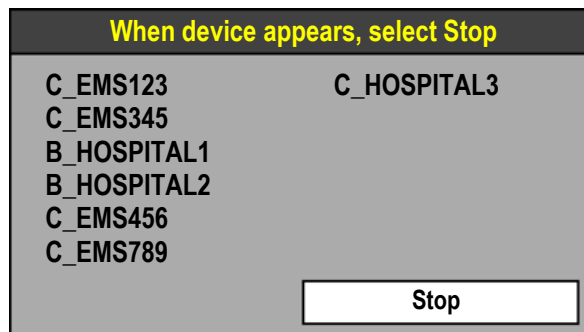 When device appears, select Stop
C_EMS123
C_EMS345
B_HOSPITAL1
B_HOSPITAL2
C_EMS456
C_EMS789
C_HOSPITAL3
Stop